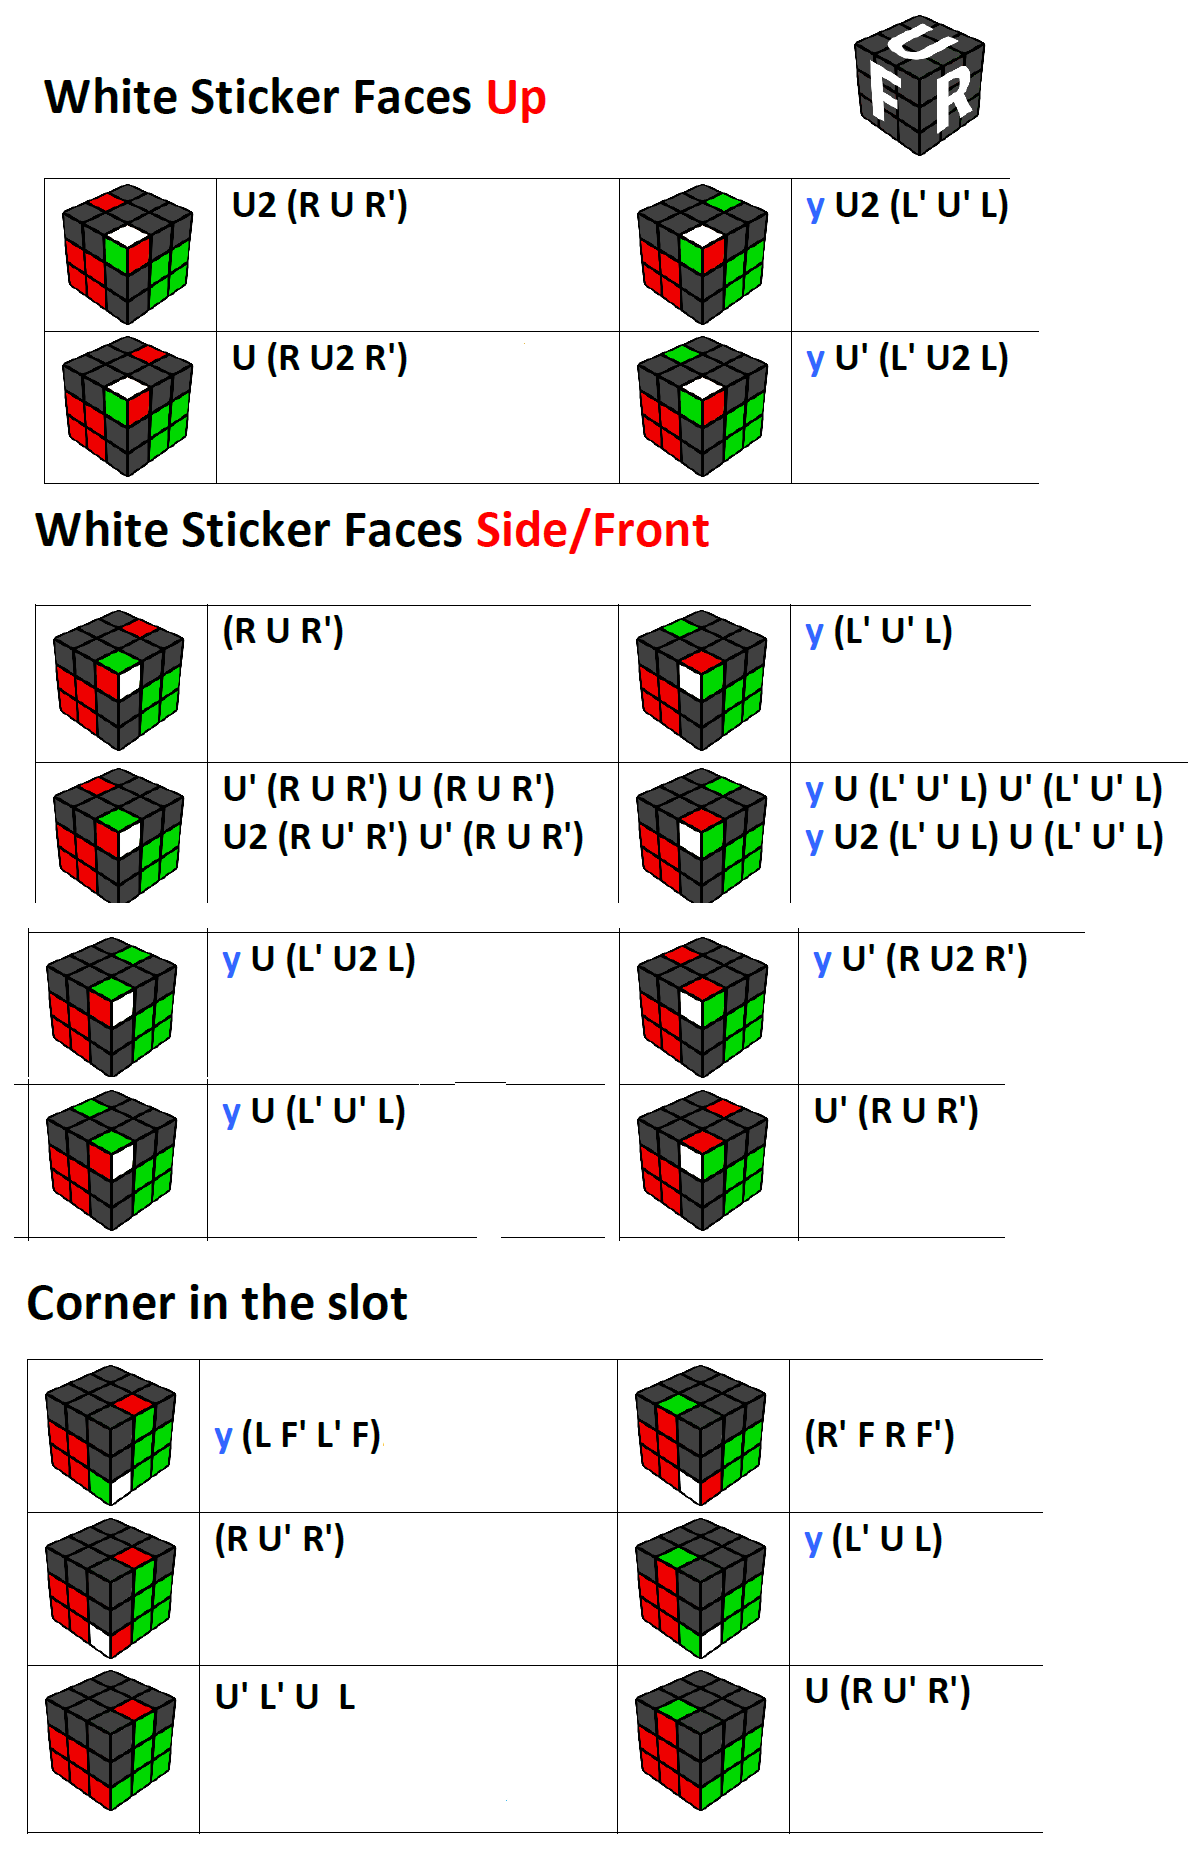 White Sticker Faces Up
U
F R
U2 (R U R')
y U2 (L' U' L)
U (R U2 R')
y U' (L' U2 L)
White Sticker Faces Side/Front
(R U R')
y (L' U' L)
U' (R U R') U (R U R')
U2 (R U' R') U' (R U R')
y U (L' U' L) U' (L' U' L)
y U2 (L' U L) U (L' U' L)
y U (L' U2 L)
y U' (R U2 R')
y U (L' U' L)
U' (R U R')
Corner in the slot
y (L F' L' F)
(R' F R F')
(R U' R')
y (L' U L)
U' L' U L
U (R U' R')